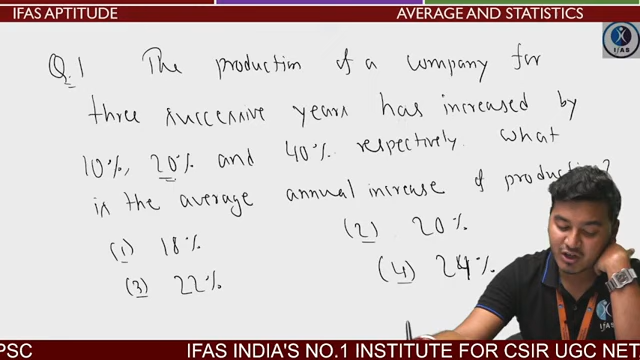 IFAS APTITUDE
AVERAGE AND STATISTICS
IFAS
Q.1 The production of a company for
three successive years has increased by
10%, 20% and 40% respectively. What
is the average annual increase of production?
(1) 18%
(2) 20%
(3) 22%
(4) 24%
PSC
IFAS INDIA'S NO.1 INSTITUTE FOR CSIR UGC NET